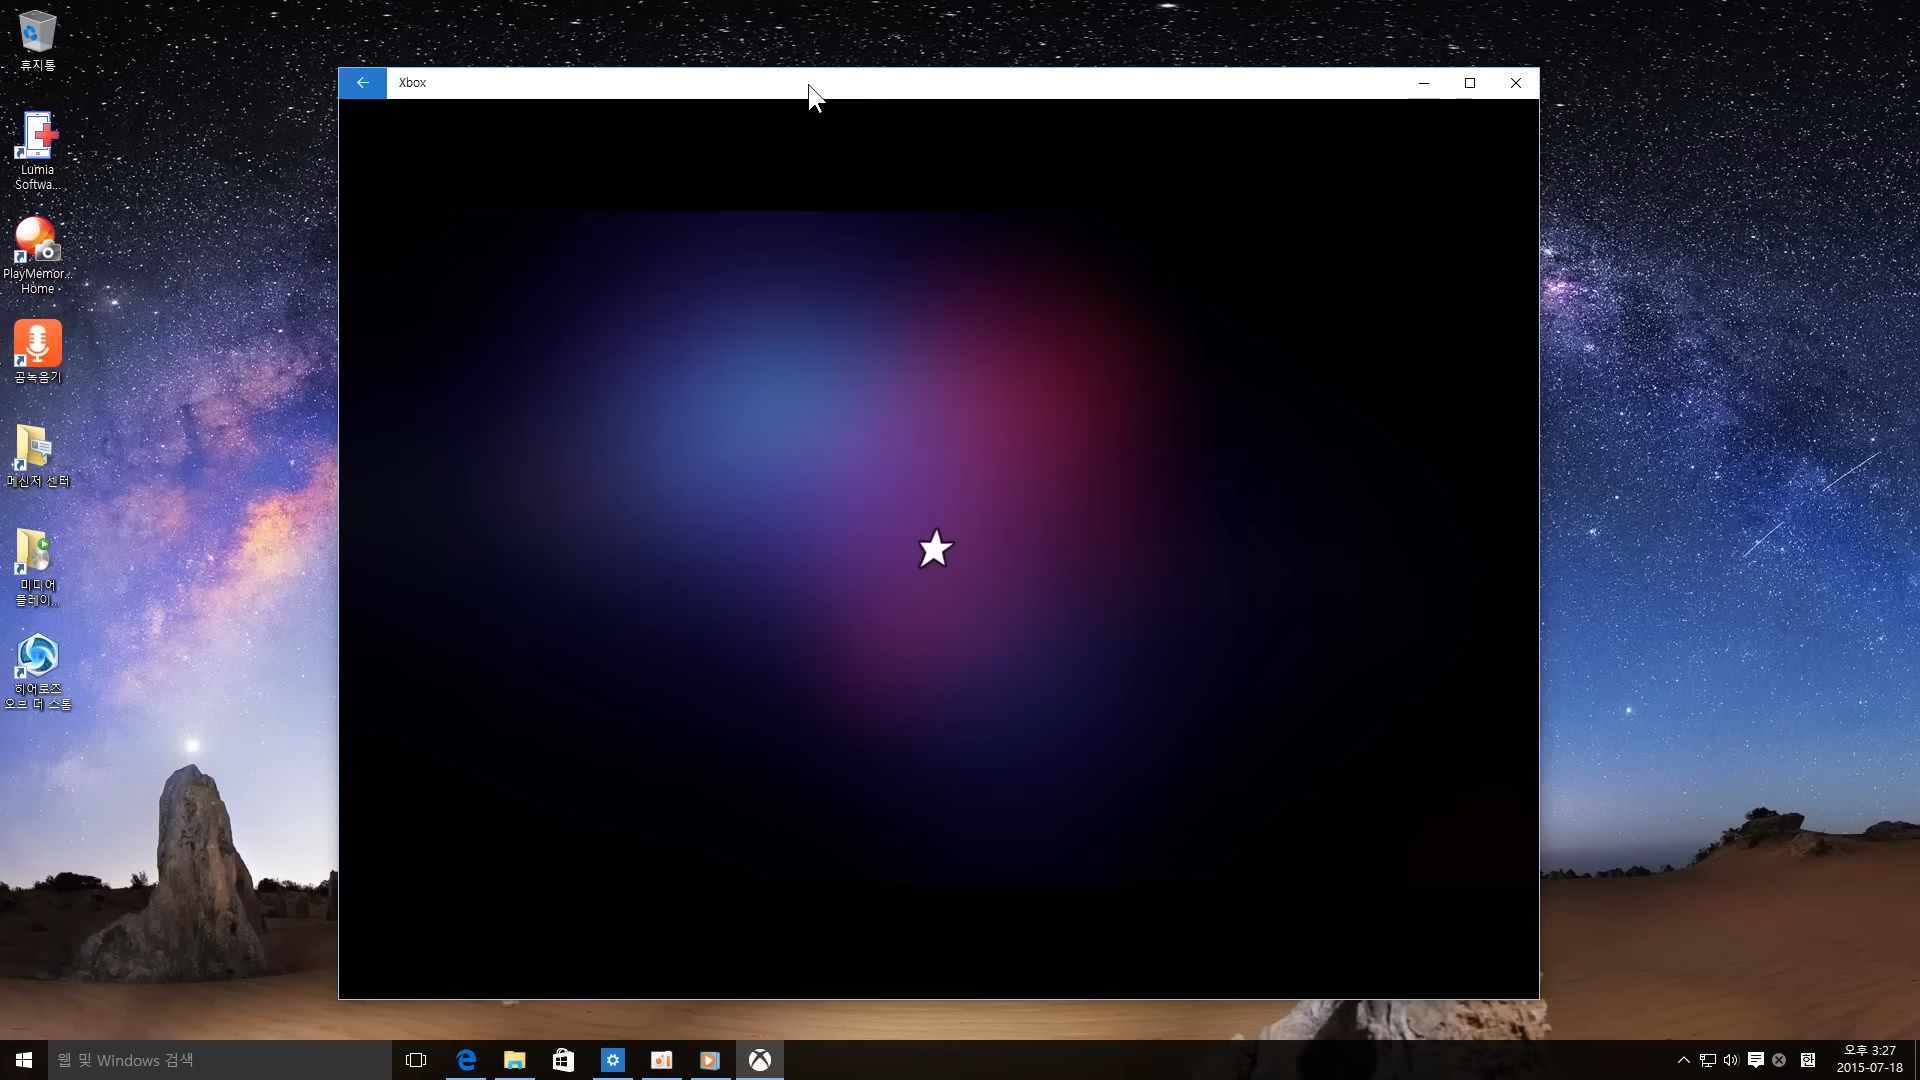 휴지통
Xbox
Lumia
Softwa...
PlayMemor...
Home
곰녹음기
메신저 센터
미디어
플레이...
히어로즈
오브 더 스톰
웹 및 Windows 검색
한
오후 3:27
2015-07-18